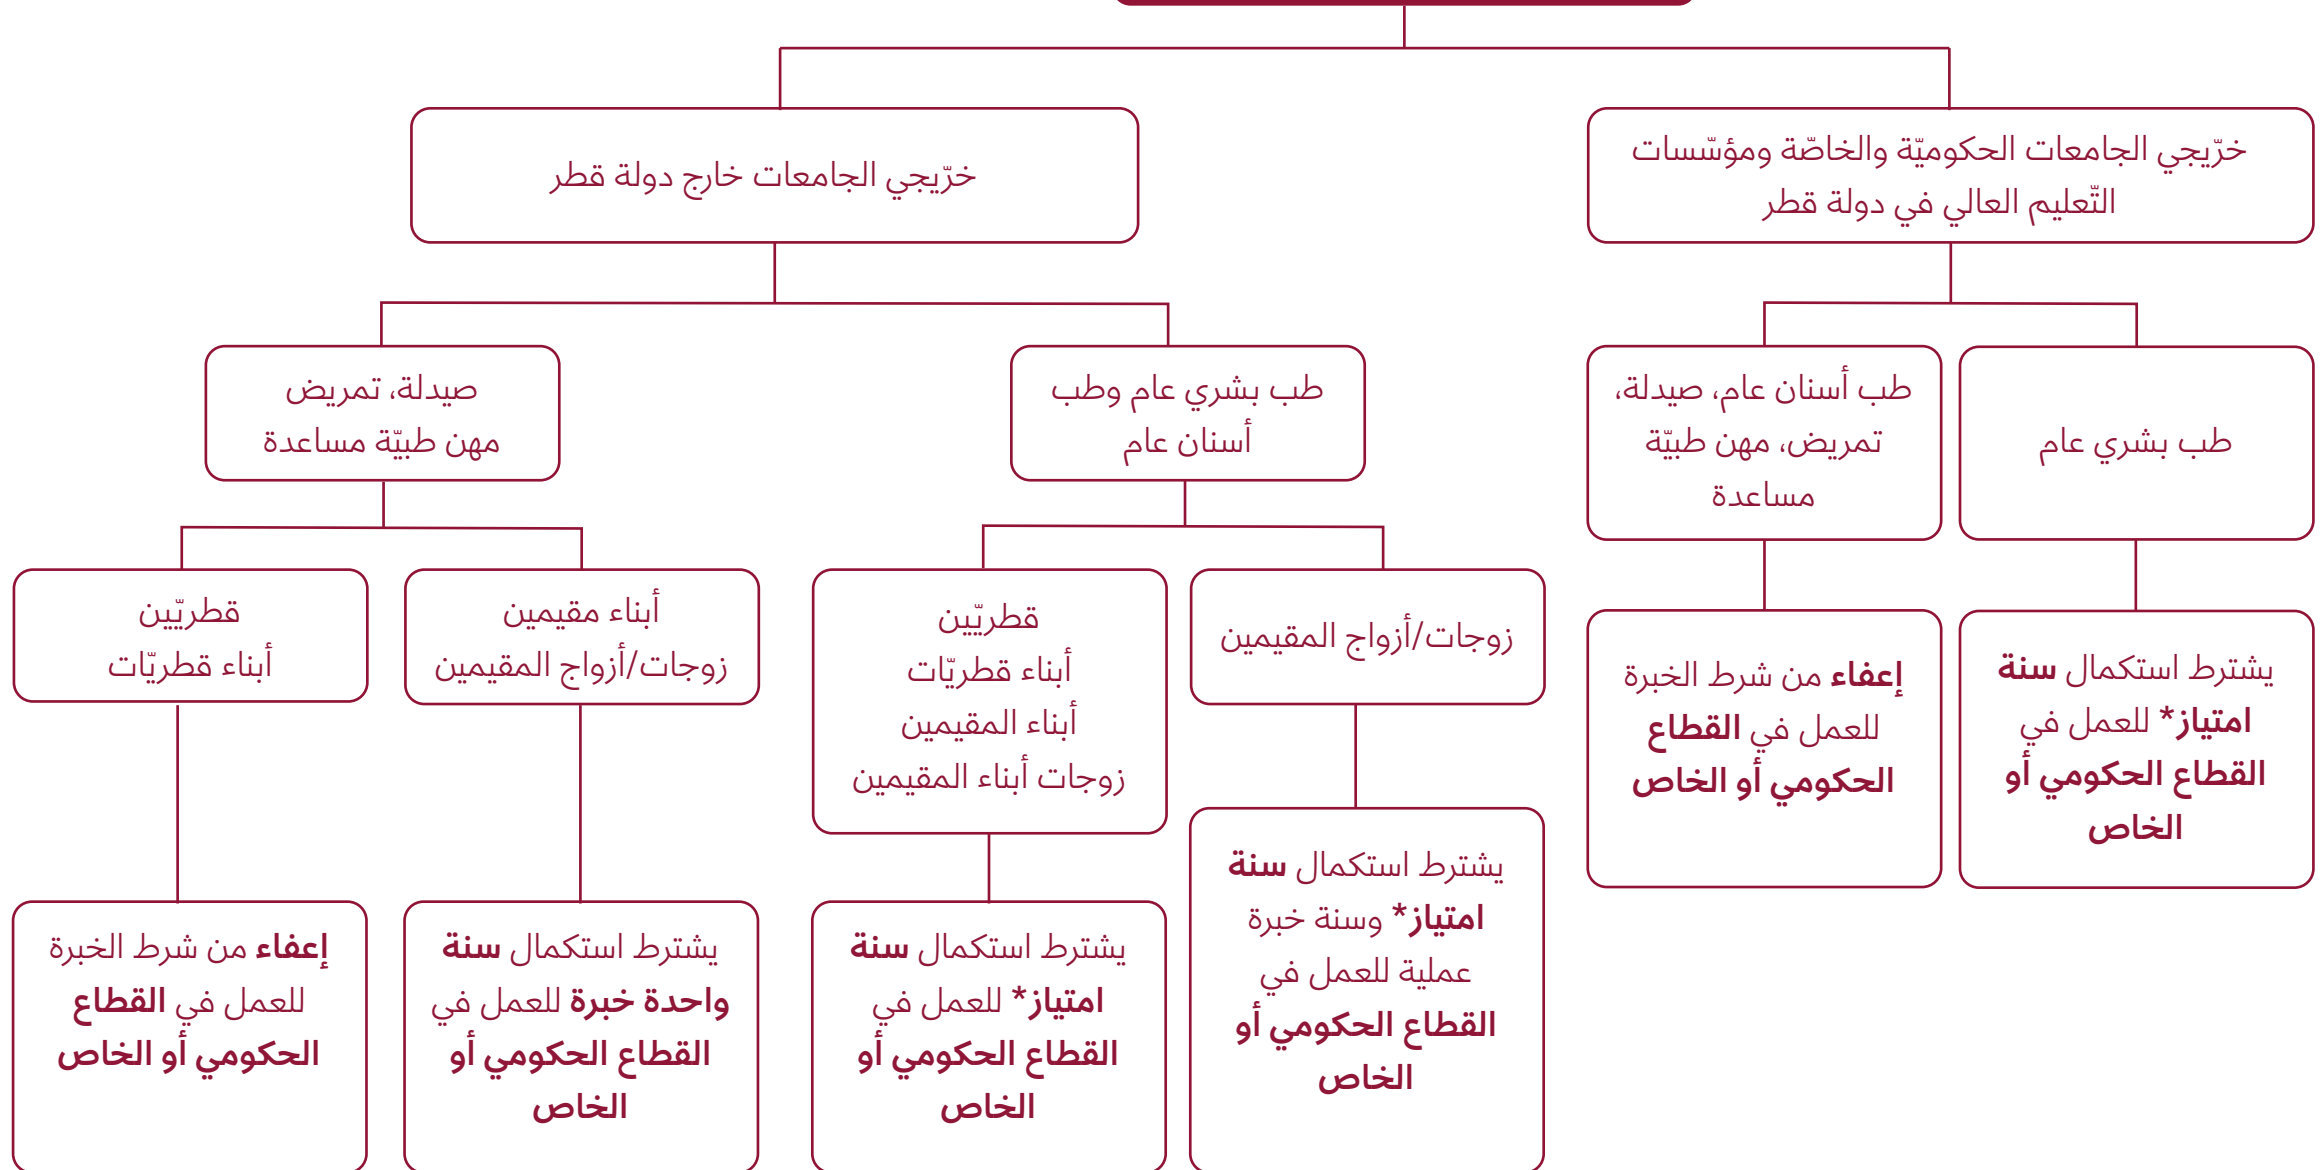 خرّيجي الجامعات الحكوميّة والخاصّة ومؤسّسات
التّعليم العالي في دولة قطر
خرّيجي الجامعات خارج دولة قطر
طب بشري عام
طب أسنان عام، صيدلة،
تمريض، مهن طبيّة
مساعدة
طب بشري عام وطب
أسنان عام
صيدلة، تمريض
مهن طبيّة مساعدة
زوجات/أزواج المقيمين
قطريّين
أبناء قطريّات
أبناء المقيمين
زوجات أبناء المقيمين
أبناء مقيمين
زوجات/أزواج المقيمين
قطريّين
أبناء قطريّات
يشترط استكمال سنة
امتياز* للعمل في
القطاع الحكومي أو
الخاص
إعفاء من شرط الخبرة
للعمل في القطاع
الحكومي أو الخاص
يشترط استكمال سنة
امتياز* وسنة خبرة
عملية للعمل في
القطاع الحكومي أو
الخاص
يشترط استكمال سنة
امتياز* للعمل في
القطاع الحكومي أو
الخاص
يشترط استكمال سنة
واحدة خبرة للعمل في
القطاع الحكومي أو
الخاص
إعفاء من شرط الخبرة
للعمل في القطاع
الحكومي أو الخاص